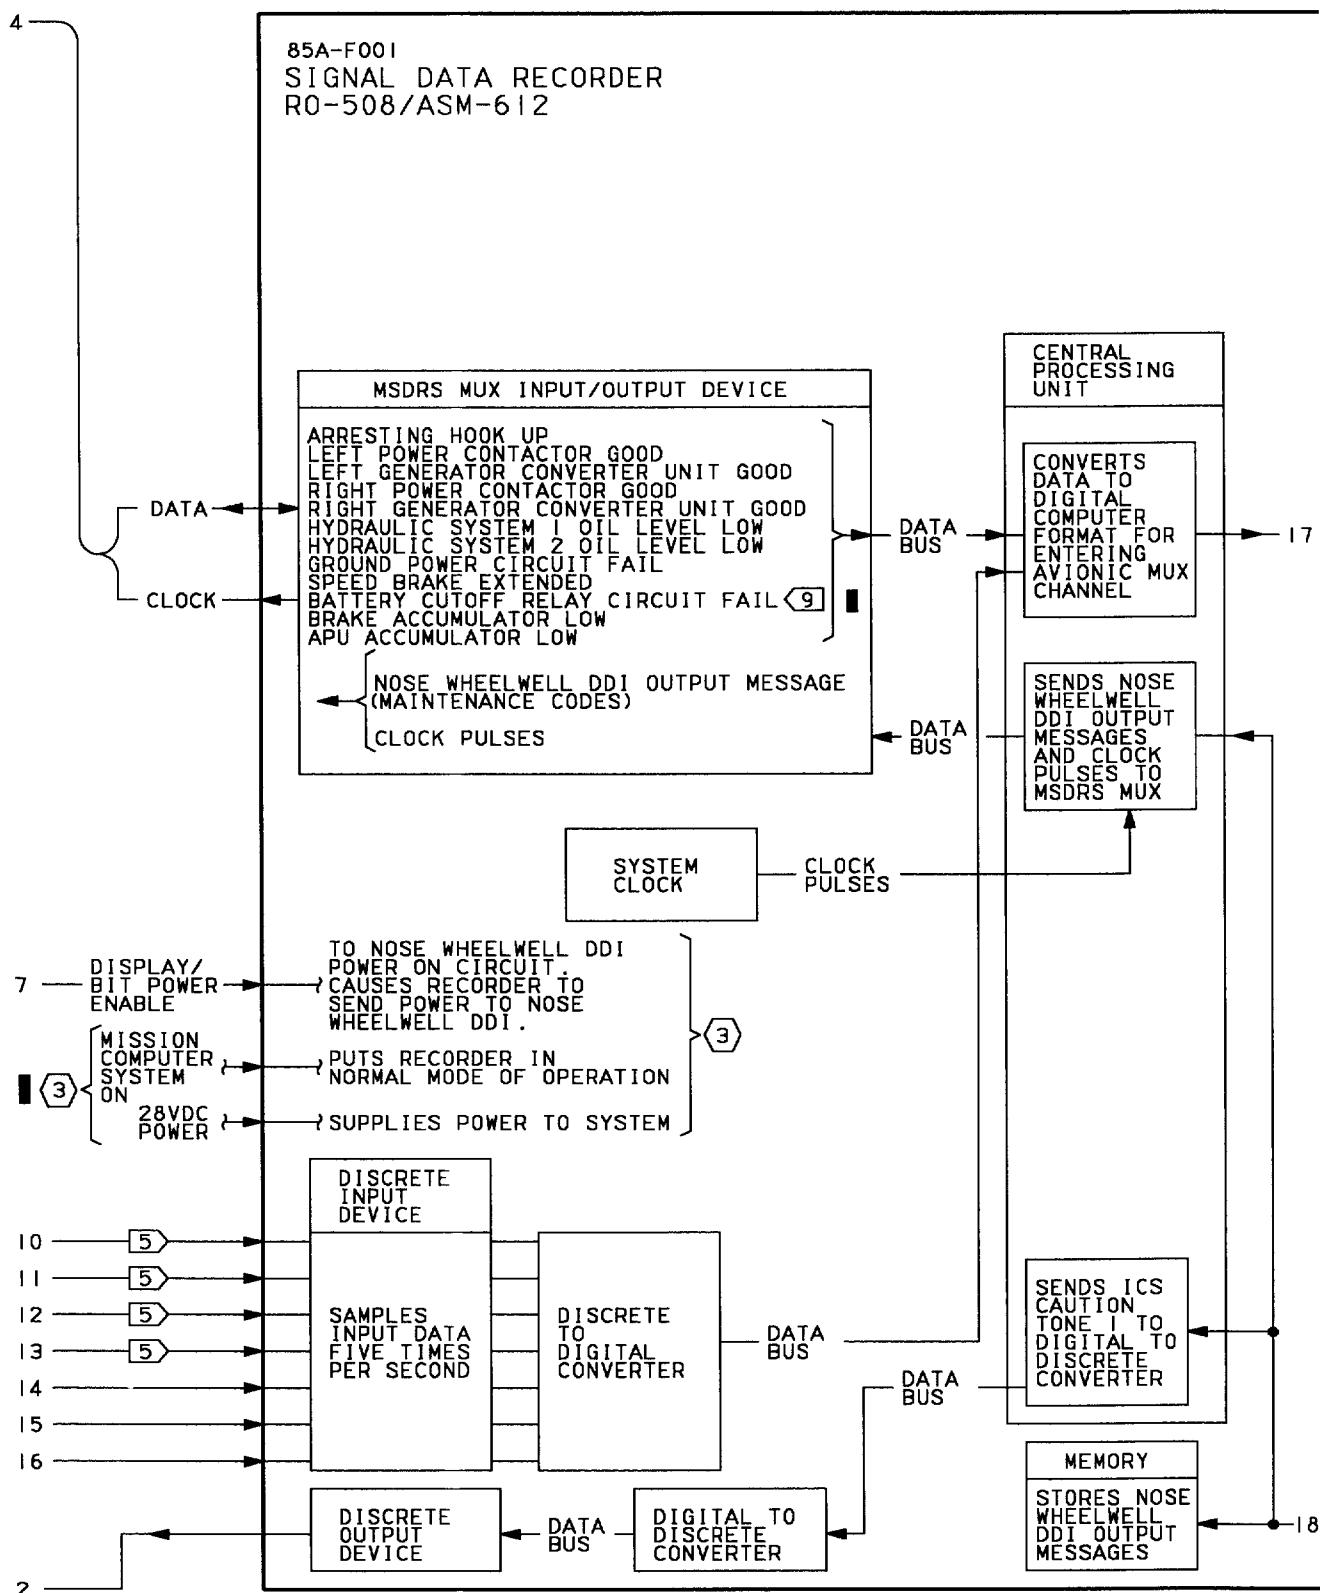 4
85A-F001
SIGNAL DATA RECORDER
RO-508/ASM-612
MSDRS MUX INPUT/OUTPUT DEVICE
ARRESTING HOOK UP
LEFT POWER CONTACTOR GOOD
LEFT GENERATOR CONVERTER UNIT GOOD
RIGHT POWER CONTACTOR GOOD
RIGHT GENERATOR CONVERTER UNIT GOOD
HYDRAULIC SYSTEM 1 OIL LEVEL LOW
HYDRAULIC SYSTEM 2 OIL LEVEL LOW
GROUND POWER CIRCUIT FAIL
SPEED BRAKE EXTENDED
BATTERY CUTOFF RELAY CIRCUIT FAIL 9
BRAKE ACCUMULATOR LOW
APU ACCUMULATOR LOW
NOSE WHEELWELL DDI OUTPUT MESSAGE
(MAINTENANCE CODES)
CLOCK PULSES
DATA
CLOCK
DATA
BUS
DATA
BUS
CENTRAL
PROCESSING
UNIT
CONVERTS
DATA TO
DIGITAL
COMPUTER
FORMAT FOR
ENTERING
AVIONIC MUX
CHANNEL
17
SENDS NOSE
WHEELWELL
DDI OUTPUT
MESSAGES
AND CLOCK
PULSES TO
MSDRS MUX
SYSTEM
CLOCK
CLOCK
PULSES
7
DISPLAY/
BIT POWER
ENABLE
TO NOSE WHEELWELL DDI
POWER ON CIRCUIT.
CAUSES RECORDER TO
SEND POWER TO NOSE
WHEELWELL DDI.
3
3
MISSION
COMPUTER
SYSTEM
ON
PUTS RECORDER IN
NORMAL MODE OF OPERATION
28VDC
POWER
SUPPLIES POWER TO SYSTEM
DISCRETE
INPUT
DEVICE
10 5
11 5
12 5
13 5
14
15
16
SAMPLES
INPUT DATA
FIVE TIMES
PER SECOND
DISCRETE
TO
DIGITAL
CONVERTER
DATA
BUS
DATA
BUS
SENDS ICS
CAUTION
TONE 1 TO
DIGITAL TO
DISCRETE
CONVERTER
MEMORY
STORES NOSE
WHEELWELL
DDI OUTPUT
MESSAGES
18
DISCRETE
OUTPUT
DEVICE
DATA
BUS
DIGITAL TO
DISCRETE
CONVERTER
2